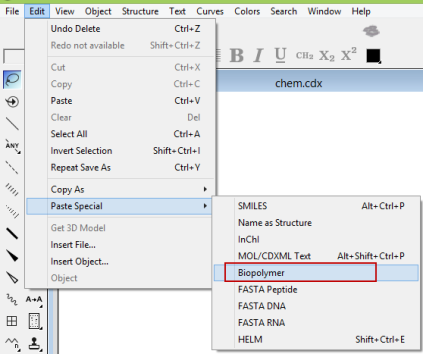 File Edit View Object Structure Text Curves Colors Search Window Help
Undo Delete Ctrl+Z
Redo not available Shift+Ctrl+Z
B I U CH2 X2 X2
Cut Ctrl+X
chem.cdx
Copy Ctrl+C
Paste Ctrl+V
Clear Del
Select All Ctrl+A
Invert Selection Shift+Ctrl+I
ANY
Repeat Save As Ctrl+Y
Copy As
Paste Special
SMILES Alt+Ctrl+P
Get 3D Model
Name as Structure
Insert File...
InChI
Insert Object...
MOL/CDXML Text Alt+Shift+Ctrl+P
Object
Biopolymer
FASTA Peptide
A→A
FASTA DNA
FASTA RNA
HELM Shift+Ctrl+E